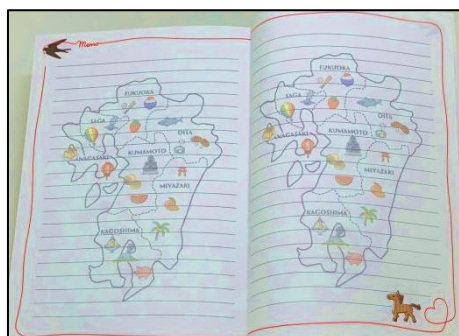 Memo
FUKUOKA
SAGA
OITA
NAGASAKI
KUMAMOTO
MIYAZAKI
KAGOSHIMA
FUKUOKA
SAGA
OITA
NAGASAKI
KUMAMOTO
MIYAZAKI
KAGOSHIMA